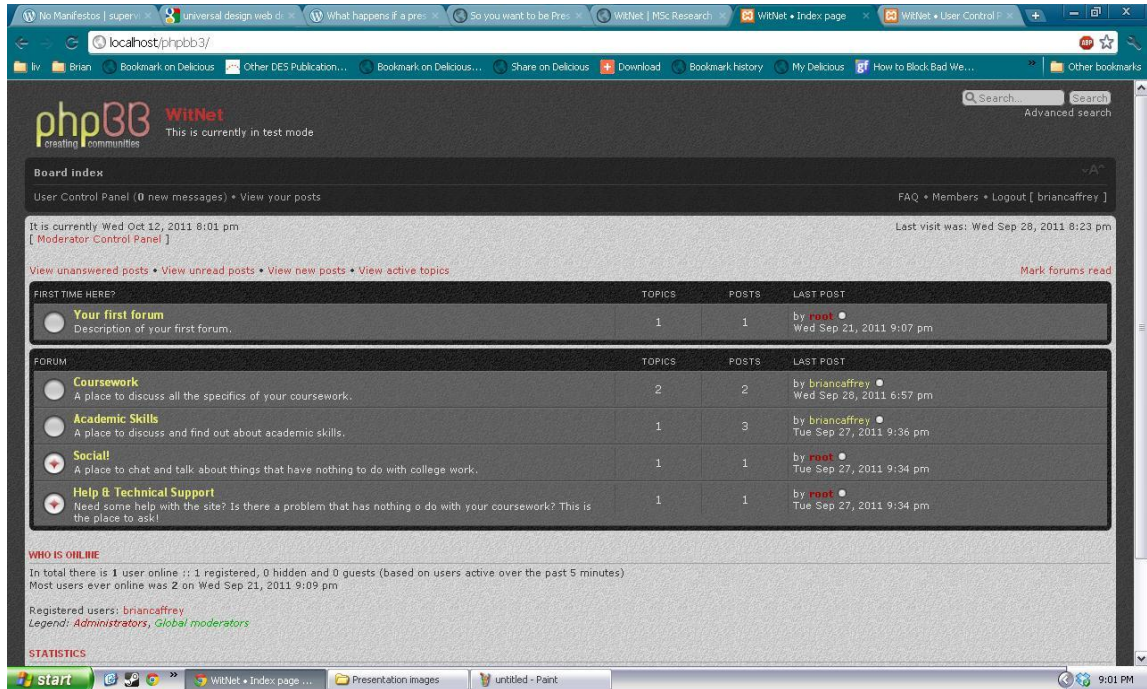 No Manifestos | supervi
universal design web di
What happens if a pres
So you want to be Pres
WitNet | MSc Research
WitNet • Index page
WitNet • User Control P
localhost/phpbb3/
ABP
liv
Brian
Bookmark on Delicious
Other DES Publication...
Bookmark on Delicious...
Share on Delicious
Download
Bookmark history
My Delicious
How to Block Bad We...
»
Other bookmarks
phpBB
creating communities
WitNet
This is currently in test mode
Search...
Search
Advanced search
Board index
User Control Panel (0 new messages) • View your posts
FAQ • Members • Logout [ briancaffrey ]
It is currently Wed Oct 12, 2011 8:01 pm
Last visit was: Wed Sep 28, 2011 8:23 pm
[ Moderator Control Panel ]
View unanswered posts • View unread posts • View new posts • View active topics
Mark forums read
FIRST TIME HERE? TOPICS POSTS LAST POST
Your first forum
Description of your first forum.
1 1
by root
Wed Sep 21, 2011 9:07 pm
FORUM TOPICS POSTS LAST POST
Coursework
A place to discuss all the specifics of your coursework.
2 2
by briancaffrey
Wed Sep 28, 2011 6:57 pm
Academic Skills
A place to discuss and find out about academic skills.
1 3
by briancaffrey
Tue Sep 27, 2011 9:36 pm
Social!
A place to chat and talk about things that have nothing to do with college work.
1 1
by root
Tue Sep 27, 2011 9:34 pm
Help & Technical Support
Need some help with the site? Is there a problem that has nothing o do with your coursework? This is
the place to ask!
1 1
by root
Tue Sep 27, 2011 9:34 pm
WHO IS ONLINE
In total there is 1 user online :: 1 registered, 0 hidden and 0 guests (based on users active over the past 5 minutes)
Most users ever online was 2 on Wed Sep 21, 2011 9:09 pm
Registered users: briancaffrey
Legend: Administrators, Global moderators
STATISTICS
start
»
WitNet • Index page ...
Presentation images
untitled - Paint
9:01 PM